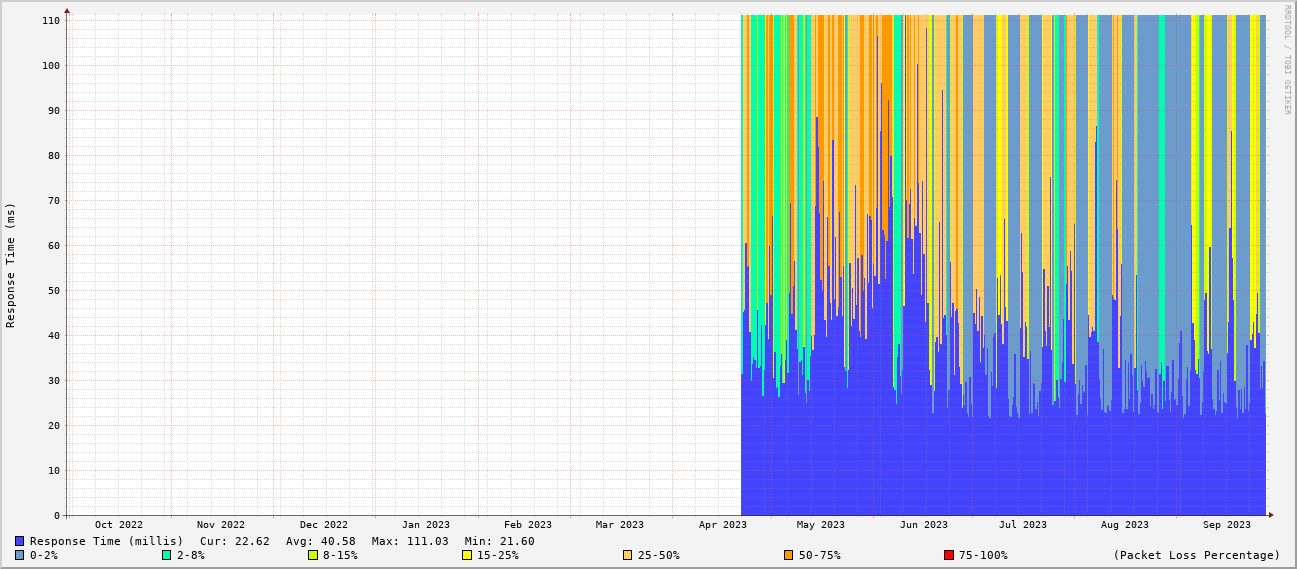 RRDTOOL / TOBI OETIKER
Response Time (ms)
110
100
90
80
70
60
50
40
30
20
10
0
Oct 2022 Nov 2022 Dec 2022 Jan 2023 Feb 2023 Mar 2023 Apr 2023 May 2023 Jun 2023 Jul 2023 Aug 2023 Sep 2023
Response Time (millis) Cur: 22.62 Avg: 40.58 Max: 111.03 Min: 21.60
0-2% 2-8% 8-15% 15-25% 25-50% 50-75% 75-100% (Packet Loss Percentage)